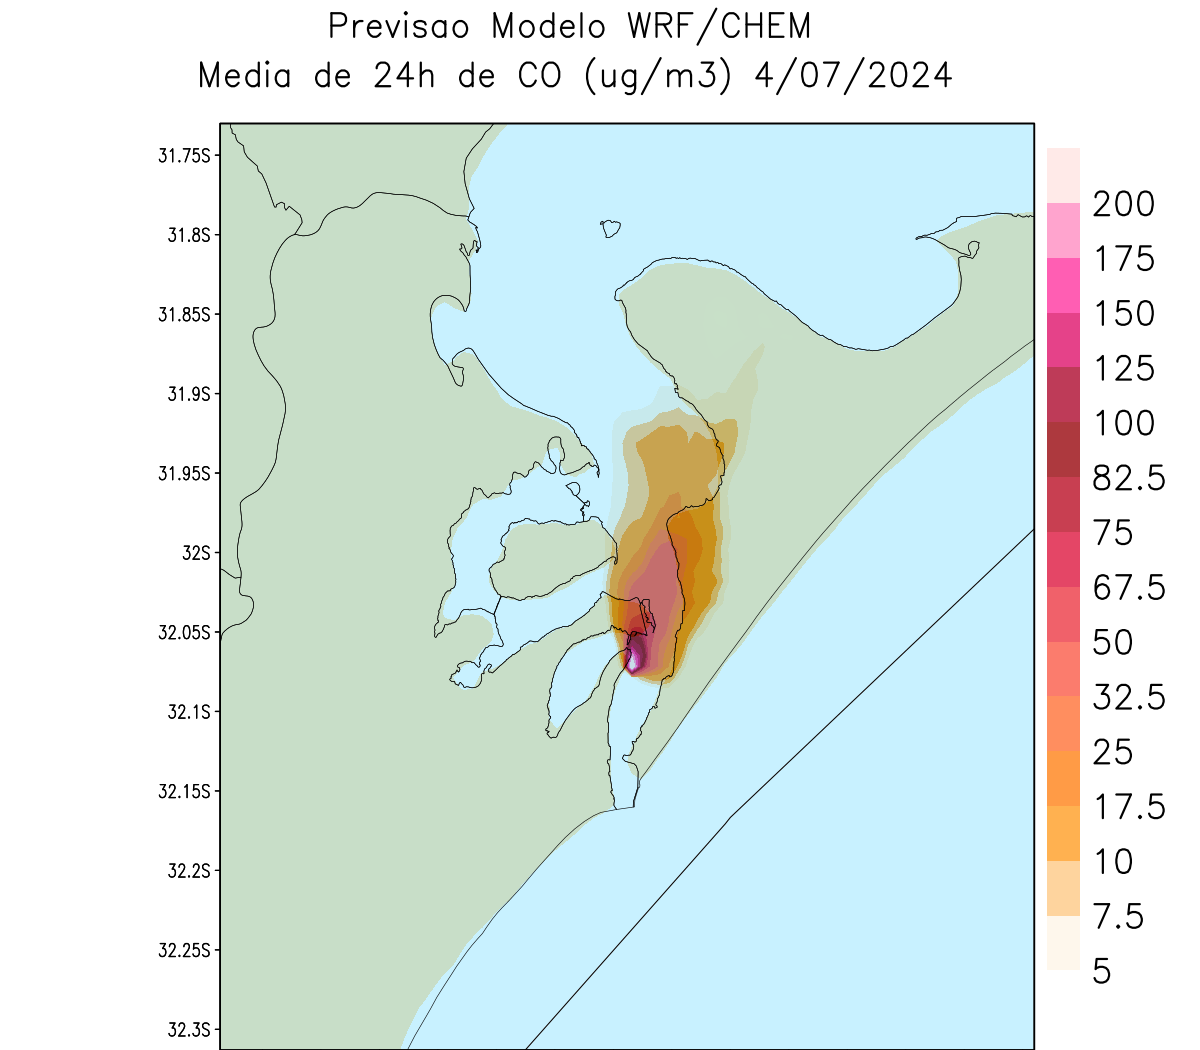 Previsao Modelo WRF/CHEM
Media de 24h de CO (ug/m3) 4/07/2024
31.75S
31.8S
31.85S
31.9S
31.95S
32S
32.05S
32.1S
32.15S
32.2S
32.25S
32.3S
200
175
150
125
100
82.5
75
67.5
50
32.5
25
17.5
10
7.5
5